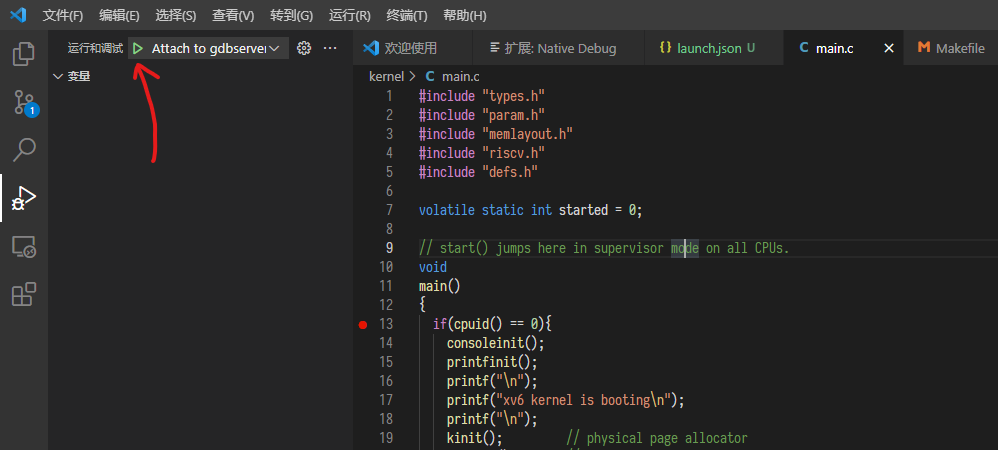 文件(F) 编辑(E) 选择(S) 查看(V) 转到(G) 运行(R) 终端(T) 帮助(H)
运行和调试 Attach to gdbserver
欢迎使用 扩展: Native Debug launch.json U main.c Makefile
变量
1
kernel > main.c
1 #include "types.h"
2 #include "param.h"
3 #include "memlayout.h"
4 #include "riscv.h"
5 #include "defs.h"
6
7 volatile static int started = 0;
8
9 // start() jumps here in supervisor mode on all CPUs.
10 void
11 main()
12 {
13 if(cpuid() == 0){
14 consoleinit();
15 printfinit();
16 printf("\n");
17 printf("xv6 kernel is booting\n");
18 printf("\n");
19 kinit(); // physical page allocator